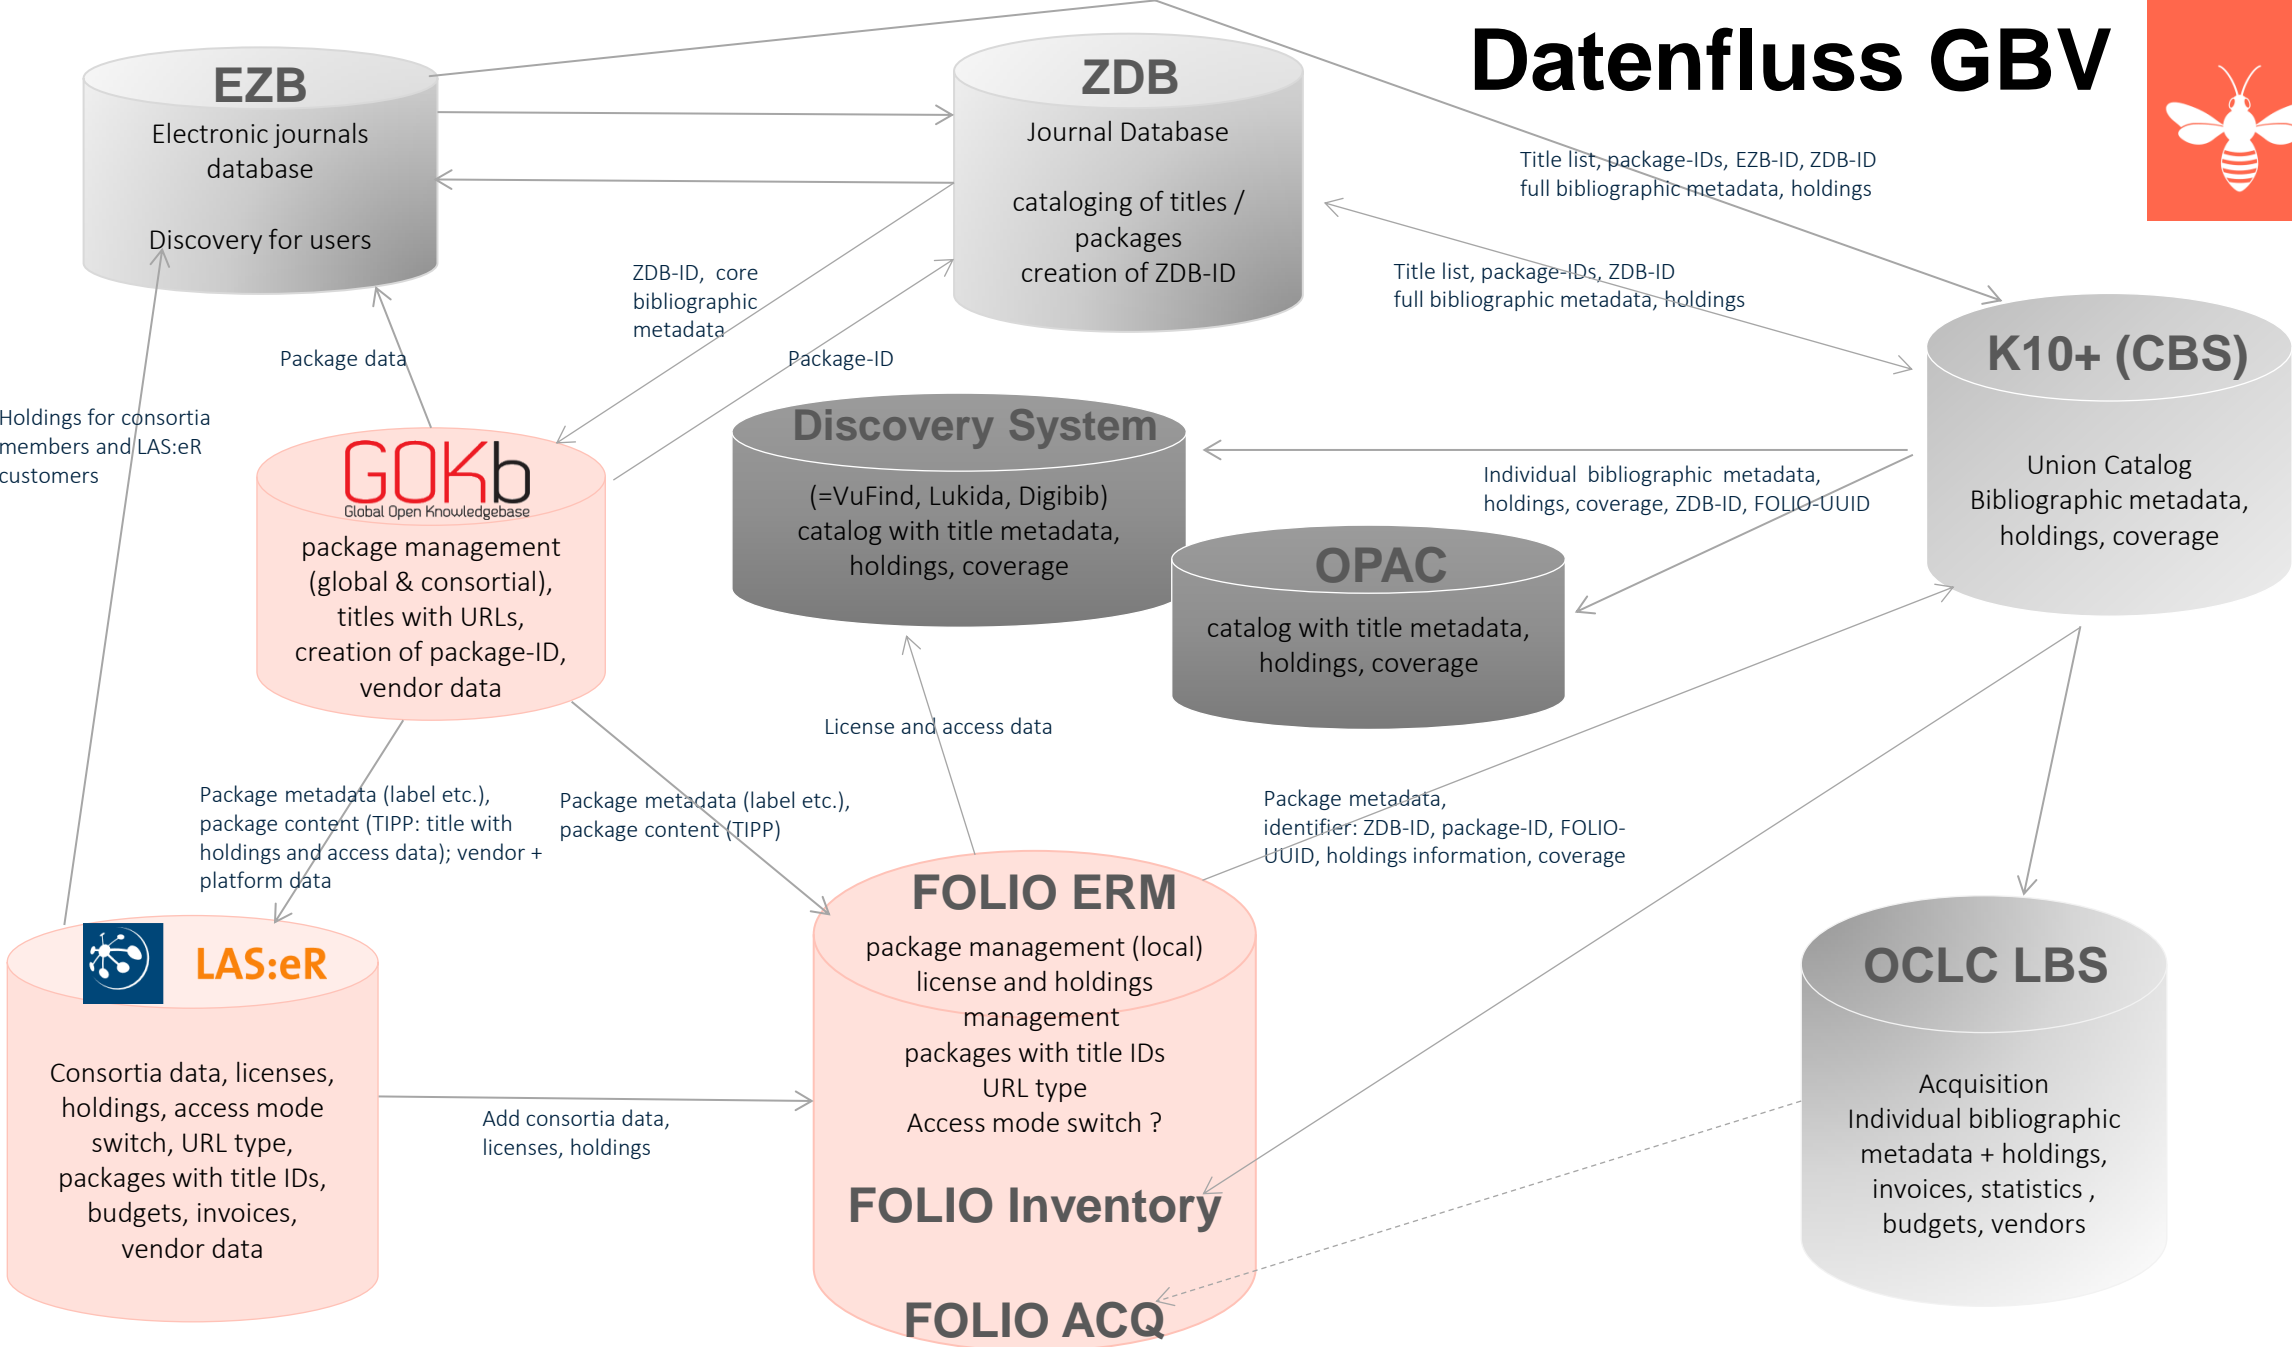 Datenfluss GBV
EZB
Electronic journals
database
Discovery for users
ZDB
Journal Database
cataloging of titles /
packages
creation of ZDB-ID
Title list, package-IDs, EZB-ID, ZDB-ID
full bibliographic metadata, holdings
Title list, package-IDs, ZDB-ID
full bibliographic metadata, holdings
ZDB-ID, core
bibliographic
metadata
Package data
Package-ID
K10+ (CBS)
Union Catalog
Bibliographic metadata,
holdings, coverage
Holdings for consortia
members and LAS:eR
customers
GOKb
Global Open Knowledgebase
package management
(global & consortial),
titles with URLs,
creation of package-ID,
vendor data
Discovery System
(=VuFind, Lukida, Digibib)
catalog with title metadata,
holdings, coverage
Individual bibliographic metadata,
holdings, coverage, ZDB-ID, FOLIO-UUID
OPAC
catalog with title metadata,
holdings, coverage
License and access data
Package metadata (label etc.),
package content (TIPP: title with
holdings and access data); vendor +
platform data
Package metadata (label etc.),
package content (TIPP)
Package metadata,
identifier: ZDB-ID, package-ID, FOLIO-
UUID, holdings information, coverage
LAS:eR
Consortia data, licenses,
holdings, access mode
switch, URL type,
packages with title IDs,
budgets, invoices,
vendor data
Add consortia data,
licenses, holdings
FOLIO ERM
package management (local)
license and holdings
management
packages with title IDs
URL type
Access mode switch ?
FOLIO Inventory
FOLIO ACQ
OCLC LBS
Acquisition
Individual bibliographic
metadata + holdings,
invoices, statistics ,
budgets, vendors